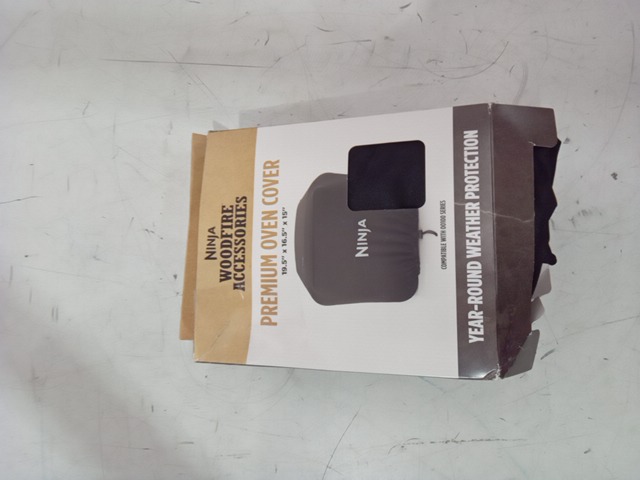 NINJA
WOODFIRE
ACCESSORIES
PREMIUM OVEN COVER
19.5" x 16.5" x 15"
NINJA
COMPATIBLE WITH OO100 SERIES
YEAR-ROUND WEATHER PROTECTION